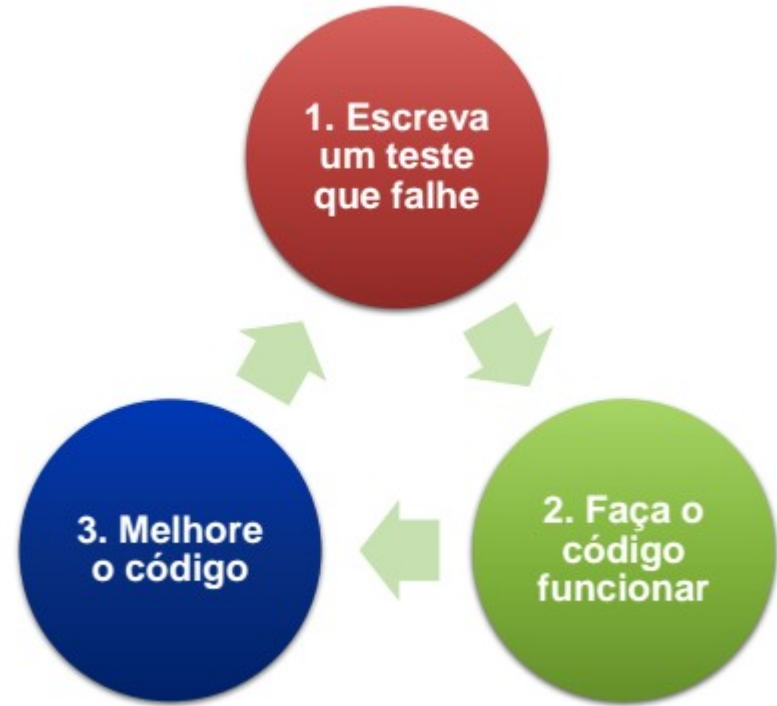 1. Escreva
um teste
que falhe
2. Faça o
código
funcionar
3. Melhore
o código